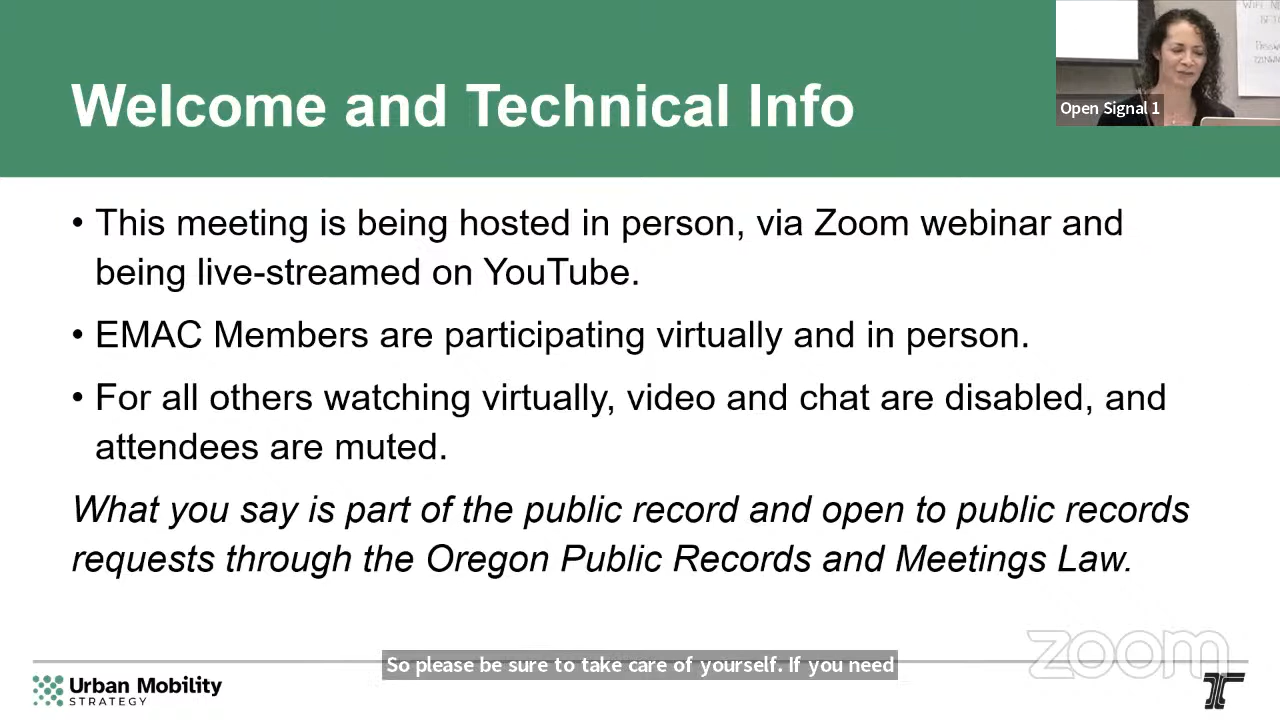 Welcome and Technical Info
Open Signal 1
• This meeting is being hosted in person, via Zoom webinar and
being live-streamed on YouTube.
• EMAC Members are participating virtually and in person.
• For all others watching virtually, video and chat are disabled, and
attendees are muted.
What you say is part of the public record and open to public records
requests through the Oregon Public Records and Meetings Law.
zoom
So please be sure to take care of yourself. If you need
Urban Mobility
STRATEGY